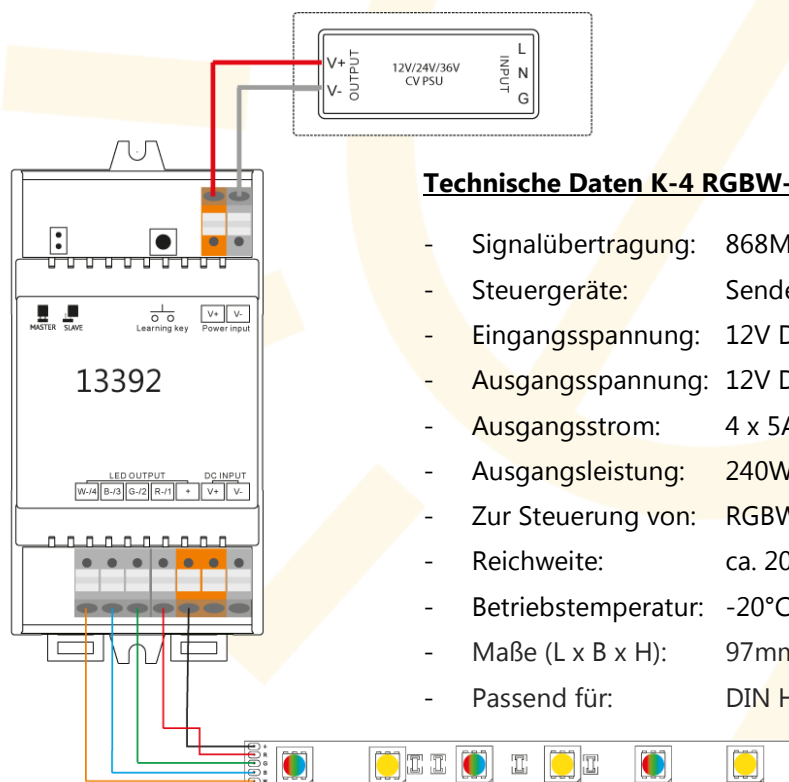 V+
V-
OUTPUT
12V/24V/36V
CV PSU
INPUT
L
N
G
Technische Daten K-4 RGBW-
- Signalübertragung: 868M
- Steuergeräte: Sende
- Eingangsspannung: 12V D
- Ausgangsspannung: 12V D
- Ausgangsstrom: 4 x 5A
- Ausgangsleistung: 240W
- Zur Steuerung von: RGBW
- Reichweite: ca. 20
- Betriebstemperatur: -20°C
- Maße (L x B x H): 97mm
- Passend für: DIN H
MASTER SLAVE
Learning key
V+ V-
Power input
13392
LED OUTPUT DC INPUT
W-/4 B-/3 G-/2 R-/1 + V+ V-
+
R
G
B